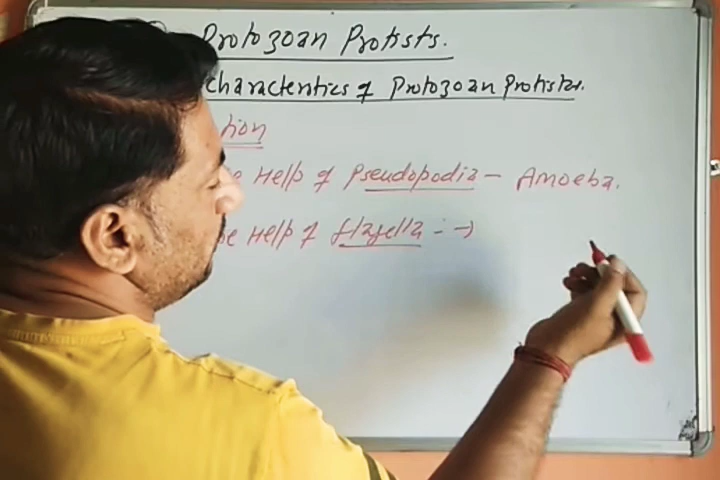 Protozoan Protists.
Characteristics of Protozoan Protists.
tion
Help of Pseudopodia - Amoeba.
Help of flagella :- →